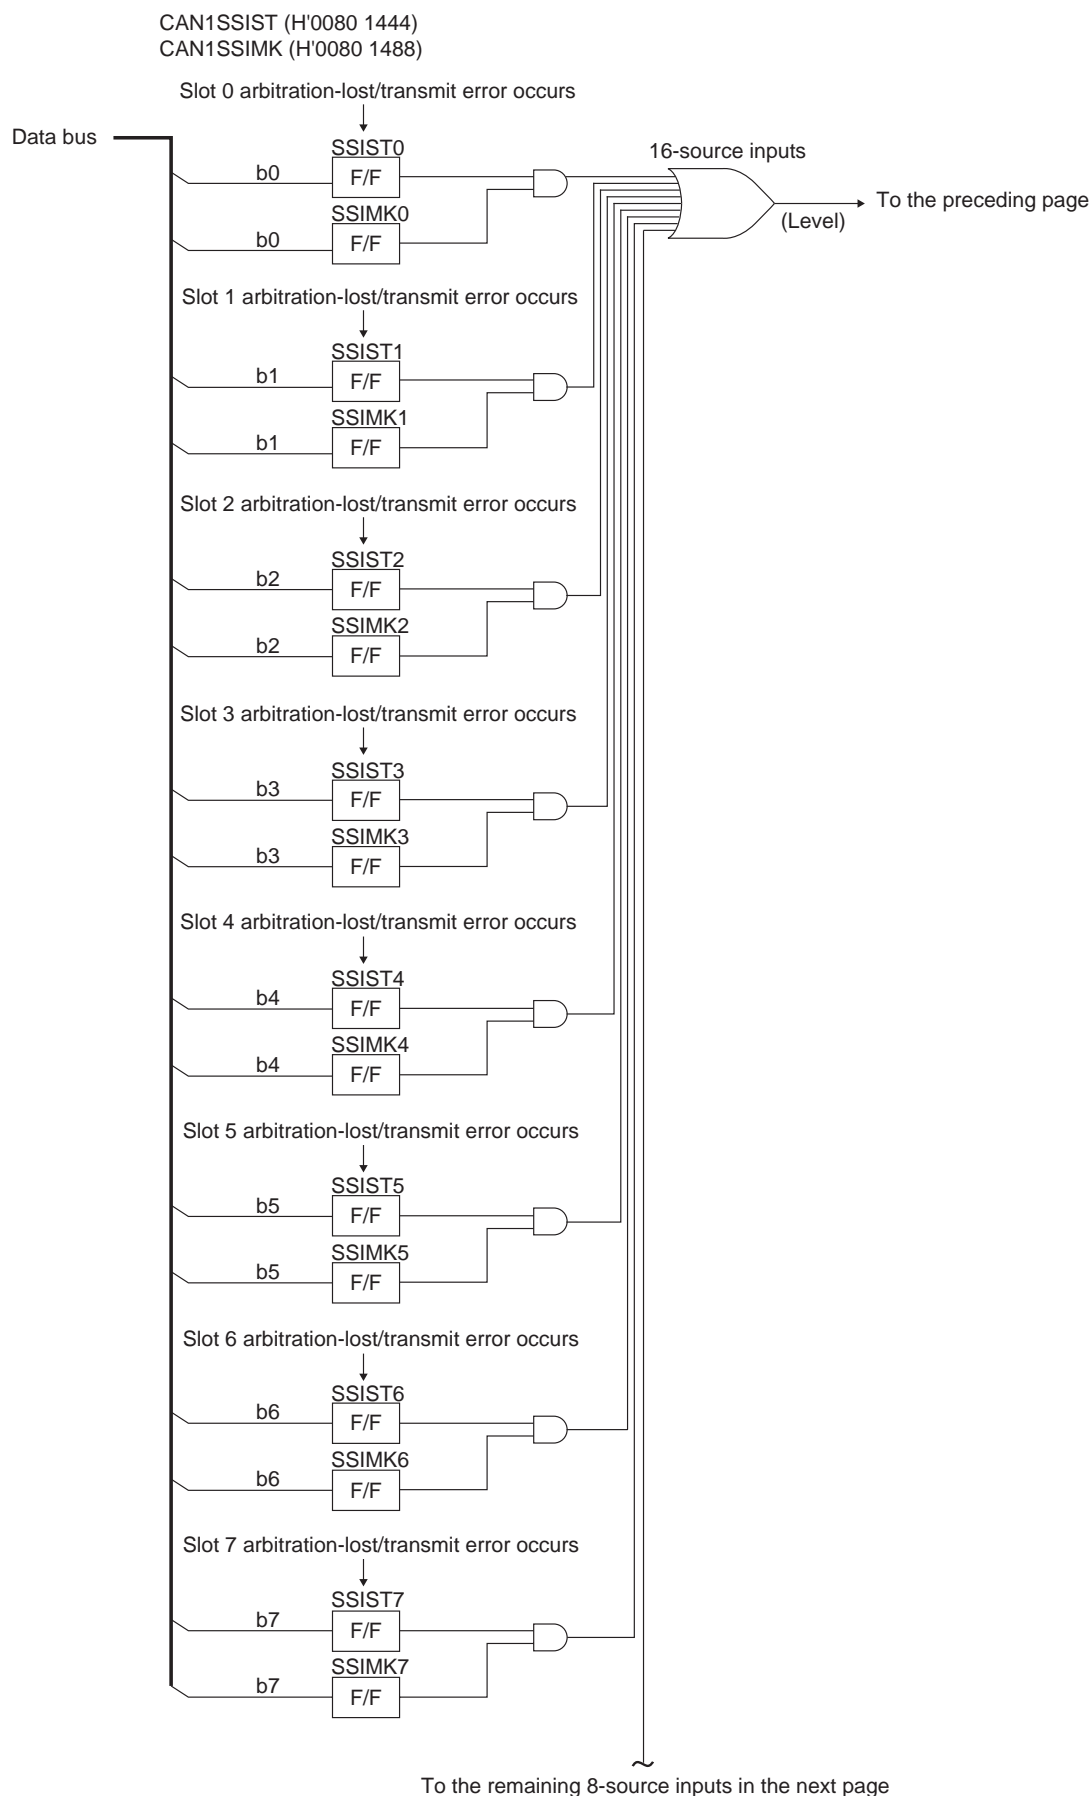 CAN1SSIST (H'0080 1444)
CAN1SSIMK (H'0080 1488)
Slot 0 arbitration-lost/transmit error occurs
Data bus
SSIST0
16-source inputs
b0
F/F
To the preceding page
(Level)
SSIMK0
b0
F/F
Slot 1 arbitration-lost/transmit error occurs
SSIST1
b1
F/F
SSIMK1
b1
F/F
Slot 2 arbitration-lost/transmit error occurs
SSIST2
b2
F/F
SSIMK2
b2
F/F
Slot 3 arbitration-lost/transmit error occurs
SSIST3
b3
F/F
SSIMK3
b3
F/F
Slot 4 arbitration-lost/transmit error occurs
SSIST4
b4
F/F
SSIMK4
b4
F/F
Slot 5 arbitration-lost/transmit error occurs
SSIST5
b5
F/F
SSIMK5
b5
F/F
Slot 6 arbitration-lost/transmit error occurs
SSIST6
b6
F/F
SSIMK6
b6
F/F
Slot 7 arbitration-lost/transmit error occurs
SSIST7
b7
F/F
SSIMK7
b7
F/F
To the remaining 8-source inputs in the next page